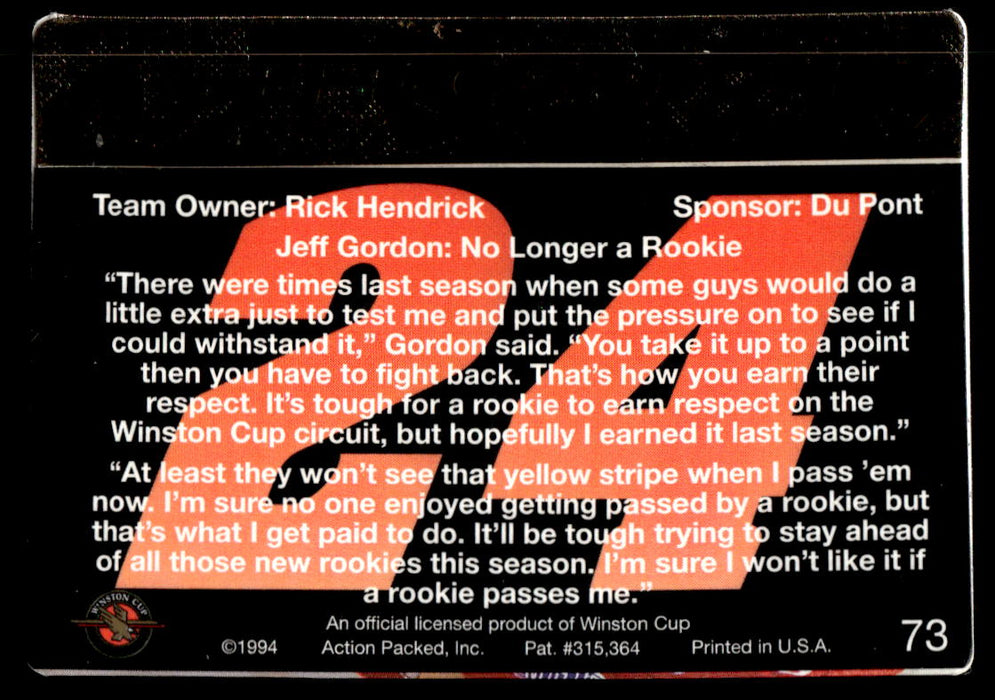 Team Owner: Rick Hendrick Sponsor: Du Pont
Jeff Gordon: No Longer a Rookie
“There were times last season when some guys would do a
little extra just to test me and put the pressure on to see if I
could withstand it,” Gordon said. “You take it up to a point
then you have to fight back. That’s how you earn their
respect. It’s tough for a rookie to earn respect on the
Winston Cup circuit, but hopefully I earned it last season.”
“At least they won’t see that yellow stripe when I pass ’em
now. I’m sure no one enjoyed getting passed by a rookie, but
that’s what I get paid to do. It’ll be tough trying to stay ahead
of all those new rookies this season. I’m sure I won’t like it if
a rookie passes me.”
24
WINSTON CUP
An official licensed product of Winston Cup
©1994 Action Packed, Inc. Pat. #315,364 Printed in U.S.A.
73